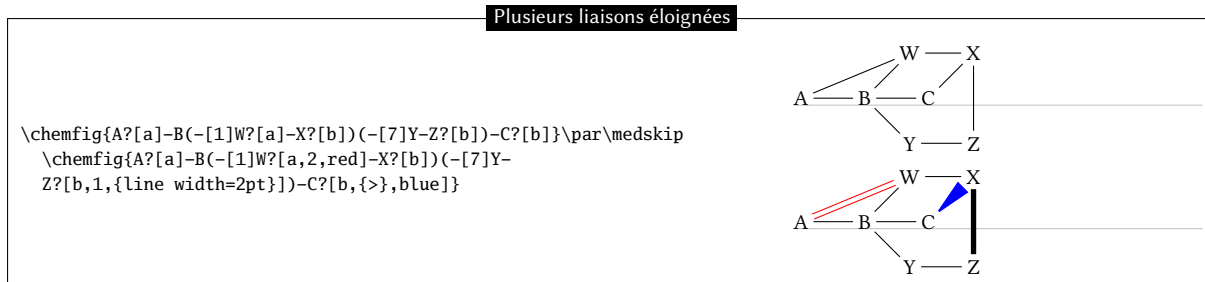 Plusieurs liaisons éloignées
\chemfig{A?[a]-B(-[1]W?[a]-X?[b])(-[7]Y-Z?[b])-C?[b]}\par\medskip
\chemfig{A?[a]-B(-[1]W?[a,2,red]-X?[b])(-[7]Y-
Z?[b,1,{line width=2pt}])-C?[b,{>},blue]}
W X
A B C
Y Z
W X
A B C
Y Z